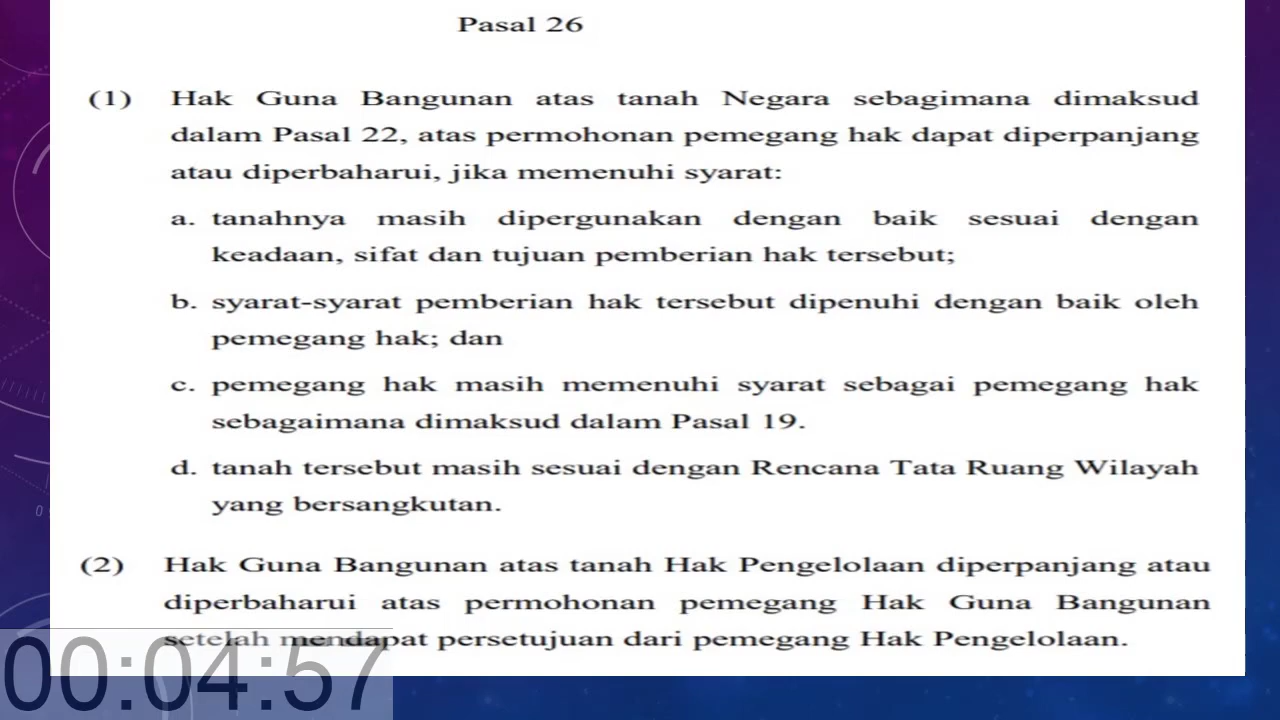 Pasal 26
(1) Hak Guna Bangunan atas tanah Negara sebagimana dimaksud
dalam Pasal 22, atas permohonan pemegang hak dapat diperpanjang
atau diperbaharui, jika memenuhi syarat:
a. tanahnya masih dipergunakan dengan baik sesuai dengan
keadaan, sifat dan tujuan pemberian hak tersebut;
b. syarat-syarat pemberian hak tersebut dipenuhi dengan baik oleh
pemegang hak; dan
c. pemegang hak masih memenuhi syarat sebagai pemegang hak
sebagaimana dimaksud dalam Pasal 19.
d. tanah tersebut masih sesuai dengan Rencana Tata Ruang Wilayah
yang bersangkutan.
(2) Hak Guna Bangunan atas tanah Hak Pengelolaan diperpanjang atau
diperbaharui atas permohonan pemegang Hak Guna Bangunan
setelah mendapat persetujuan dari pemegang Hak Pengelolaan.
00:04:57